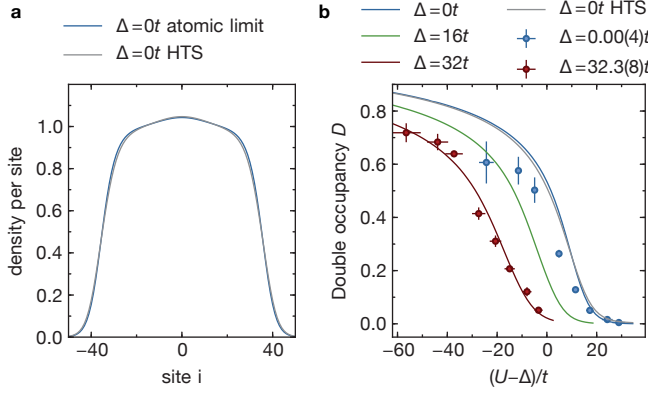 a
Δ=0t atomic limit
Δ=0t HTS
density per site
1.0
0.8
0.6
0.4
0.2
0.0
−40
0
40
site i
b
Δ=0t
Δ=16t
Δ=32t
Δ=0t HTS
Δ=0.00(4)t
Δ=32.3(8)t
Double occupancy D
0.8
0.6
0.4
0.2
0.0
−60
−40
−20
0
20
(U−Δ)/t